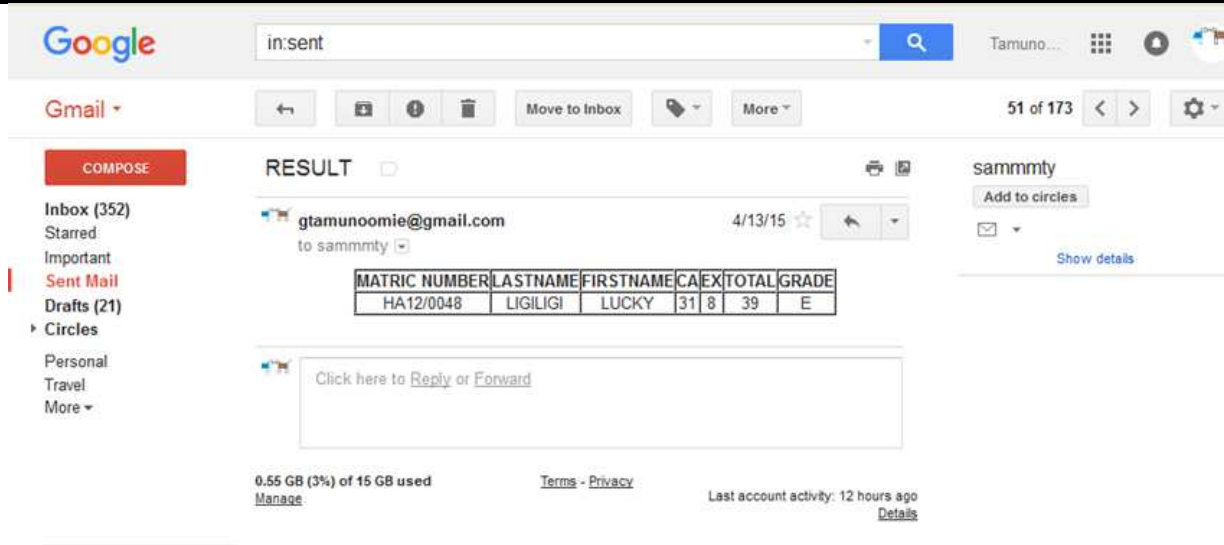 Google
in:sent
Tamuno...
Gmail
Move to Inbox
More
51 of 173
COMPOSE
RESULT
sammmty
Add to circles
Inbox (352)
gtamunoomie@gmail.com
4/13/15
Starred
to sammmty
Important
Show details
Sent Mail
MATRIC NUMBER LASTNAME FIRSTNAME CA EX TOTAL GRADE
Drafts (21)
HA12/0048 LIGILIGI LUCKY 31 8 39 E
Circles
Personal
Click here to Reply or Forward
Travel
More
0.55 GB (3%) of 15 GB used
Terms - Privacy
Manage
Last account activity: 12 hours ago
Details